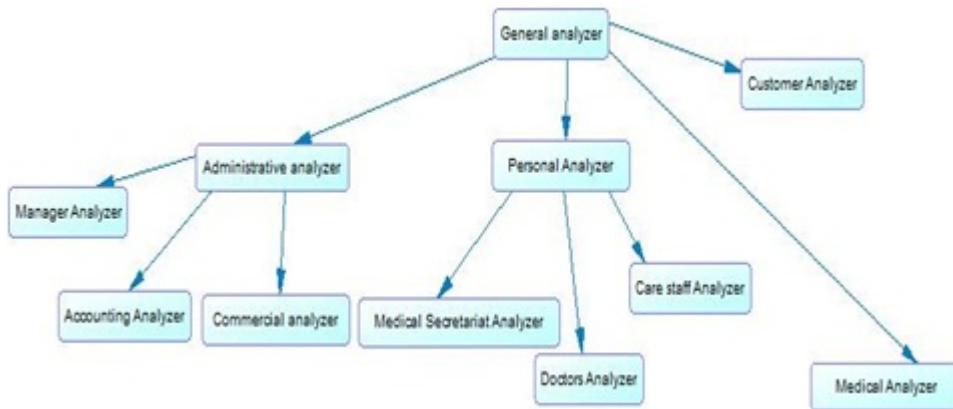 General analyzer
Customer Analyzer
Administrative analyzer
Personal Analyzer
Manager Analyzer
Care staff Analyzer
Accounting Analyzer
Commercial analyzer
Medical Secretariat Analyzer
Doctors Analyzer
Medical Analyzer